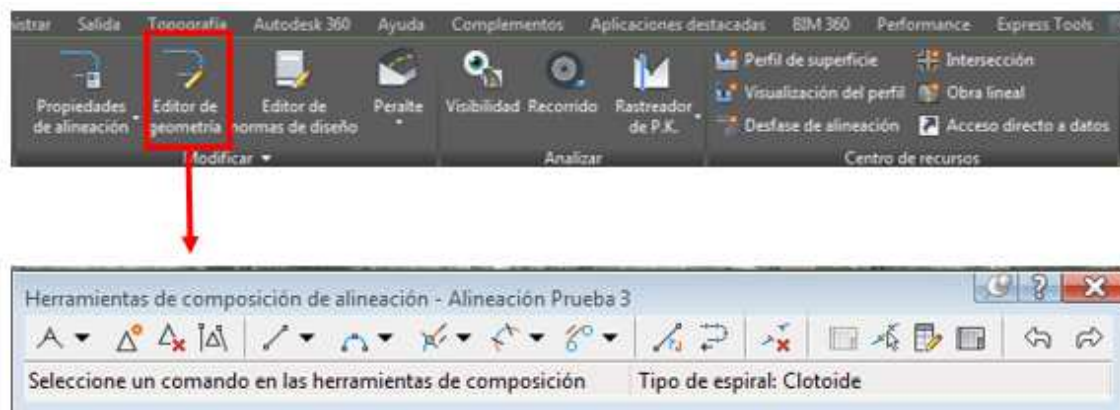 istrar Salida Topografía Autodesk 360 Ayuda Complementos Aplicaciones destacadas BIM 360 Performance Express Tools
Propiedades de alineación
Editor de geometría
Editor de normas de diseño
Peralte
Visibilidad
Recorrido
Rastreador de P.K.
Perfil de superficie
Visualización del perfil
Desfase de alineación
Intersección
Obra lineal
Acceso directo a datos
Modificar
Analizar
Centro de recursos
Herramientas de composición de alineación - Alineación Prueba 3
Seleccione un comando en las herramientas de composición
Tipo de espiral: Clotoide